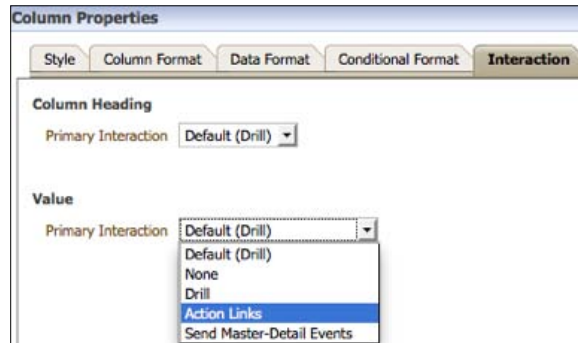 Column Properties
Style Column Format Data Format Conditional Format Interaction
Column Heading
Primary Interaction Default (Drill)
Value
Primary Interaction Default (Drill)
Default (Drill)
None
Drill
Action Links
Send Master-Detail Events